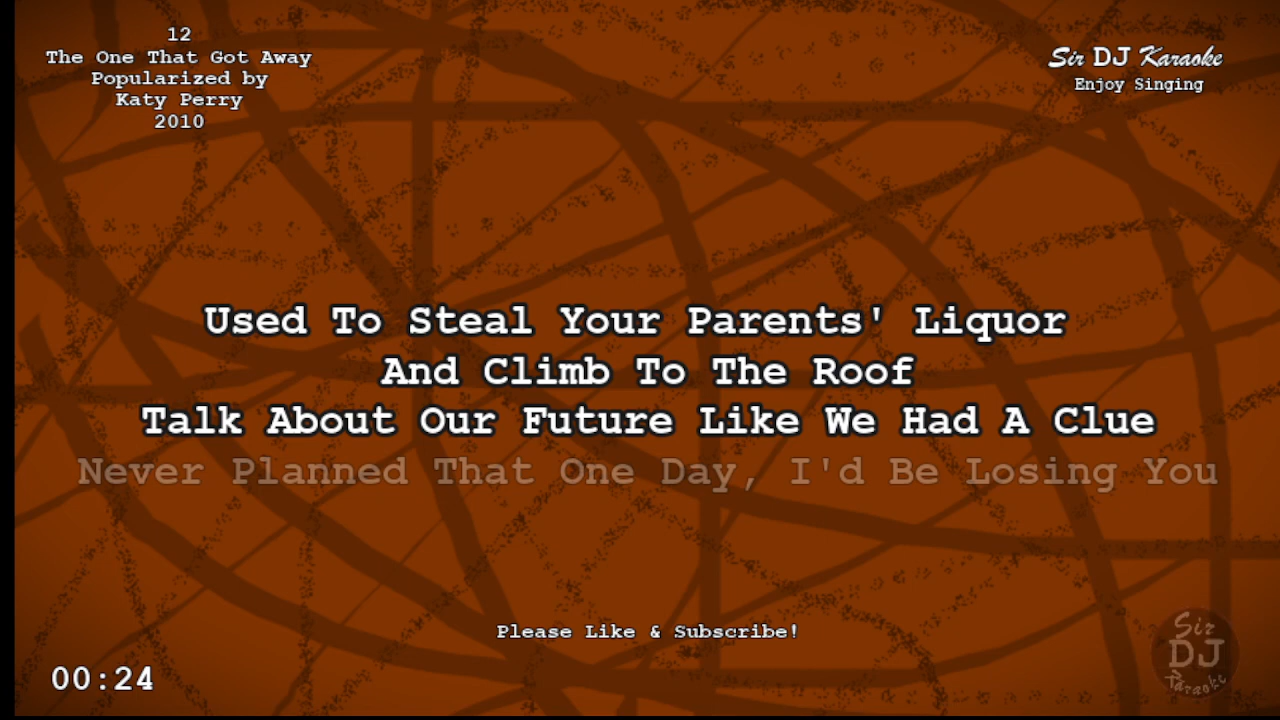 12
The One That Got Away
Popularized by
Katy Perry
2010
Sir DJ Karaoke
Enjoy Singing
Used To Steal Your Parents' Liquor
And Climb To The Roof
Talk About Our Future Like We Had A Clue
Never Planned That One Day, I'd Be Losing You
Please Like & Subscribe!
00:24
Sir
DJ
Karaoke